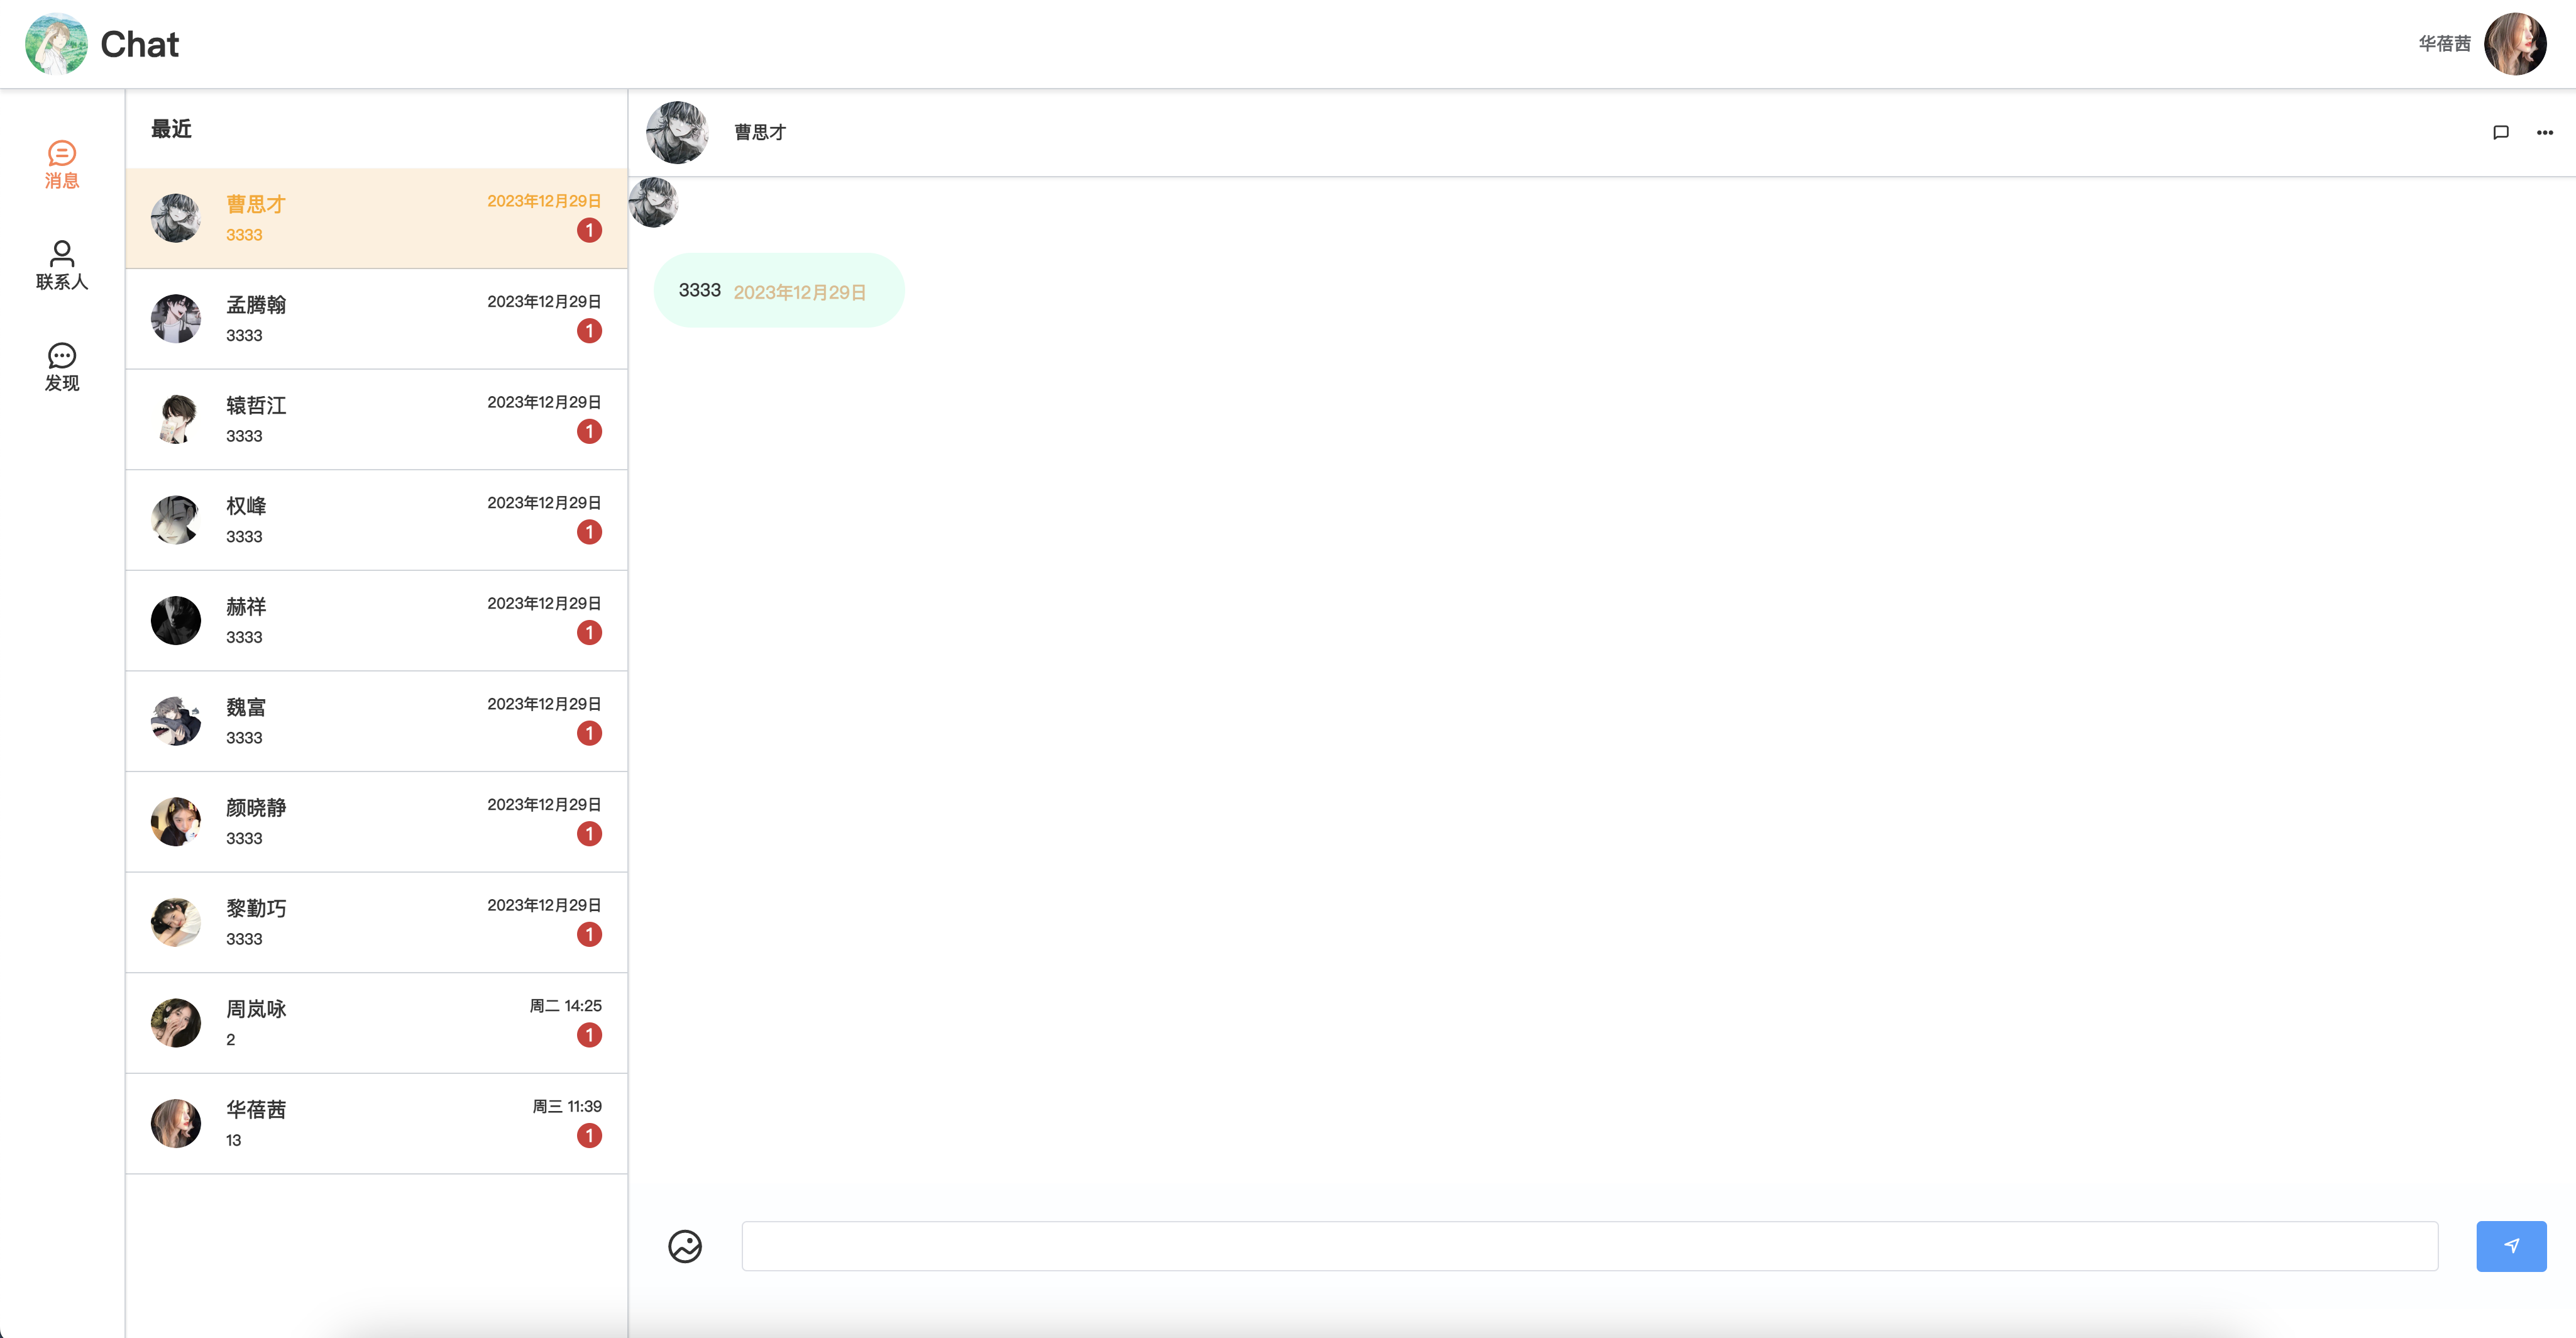 Chat
华蓓茜
消息
联系人
发现
最近
曹思才
2023年12月29日
3333
1
孟腾翰
2023年12月29日
3333
1
辕哲江
2023年12月29日
3333
1
权峰
2023年12月29日
3333
1
赫祥
2023年12月29日
3333
1
魏富
2023年12月29日
3333
1
颜晓静
2023年12月29日
3333
1
黎勤巧
2023年12月29日
3333
1
周岚咏
周二 14:25
2
1
华蓓茜
周三 11:39
13
1
曹思才
3333 2023年12月29日